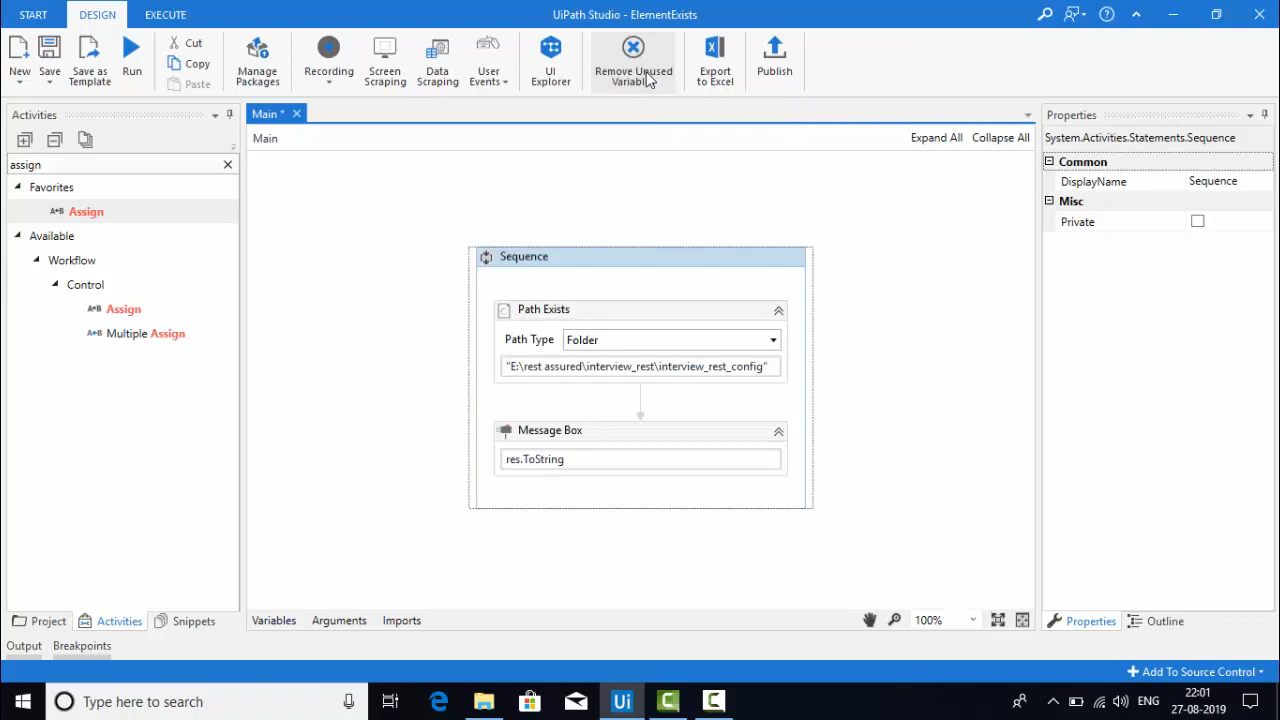 START DESIGN EXECUTE UiPath Studio - ElementExists
New Save Save as Template Run Cut Copy Paste Manage Packages Recording Screen Scraping Data Scraping User Events UI Explorer Remove Unused Variables Export to Excel Publish
Activities Main * Properties
Main Expand All Collapse All System.Activities.Statements.Sequence
assign
Common
DisplayName Sequence
Favorites
Misc
Assign
Private
Available
Workflow
Control
Assign
Multiple Assign
Sequence
Path Exists
Path Type Folder
"E:\rest assured\interview_rest\interview_rest_config"
Message Box
res.ToString
Project Activities Snippets Variables Arguments Imports 100% Properties Outline
Output Breakpoints
Add To Source Control
Type here to search Ui ENG 22:01
27-08-2019